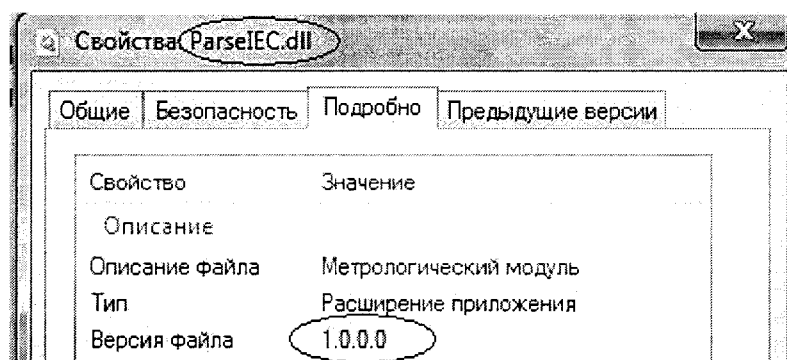 Свойства: ParseIEC.dll
Общие Безопасность Подробно Предыдущие версии
Свойство Значение
Описание
Описание файла Метрологический модуль
Тип Расширение приложения
Версия файла 1.0.0.0